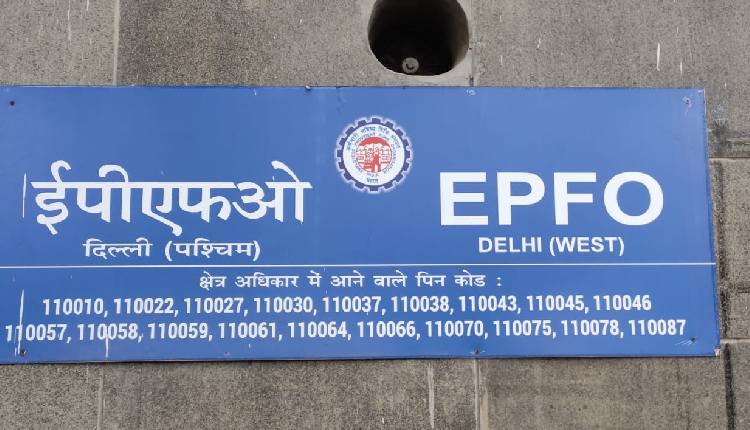 ईपीएफओ
दिल्ली (पश्चिम)
EPFO
DELHI (WEST)
क्षेत्र अधिकार में आने वाले पिन कोड :
110010, 110022, 110027, 110030, 110037, 110038, 110043, 110045, 110046
110057, 110058, 110059, 110061, 110064, 110066, 110070, 110075, 110078, 110087